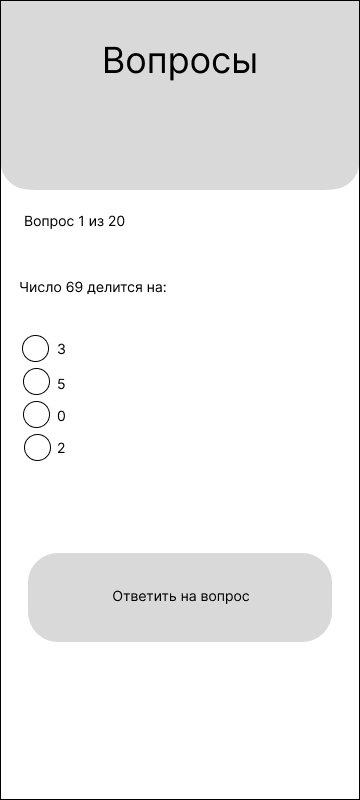 Вопросы
Вопрос 1 из 20
Число 69 делится на:
3
5
0
2
Ответить на вопрос